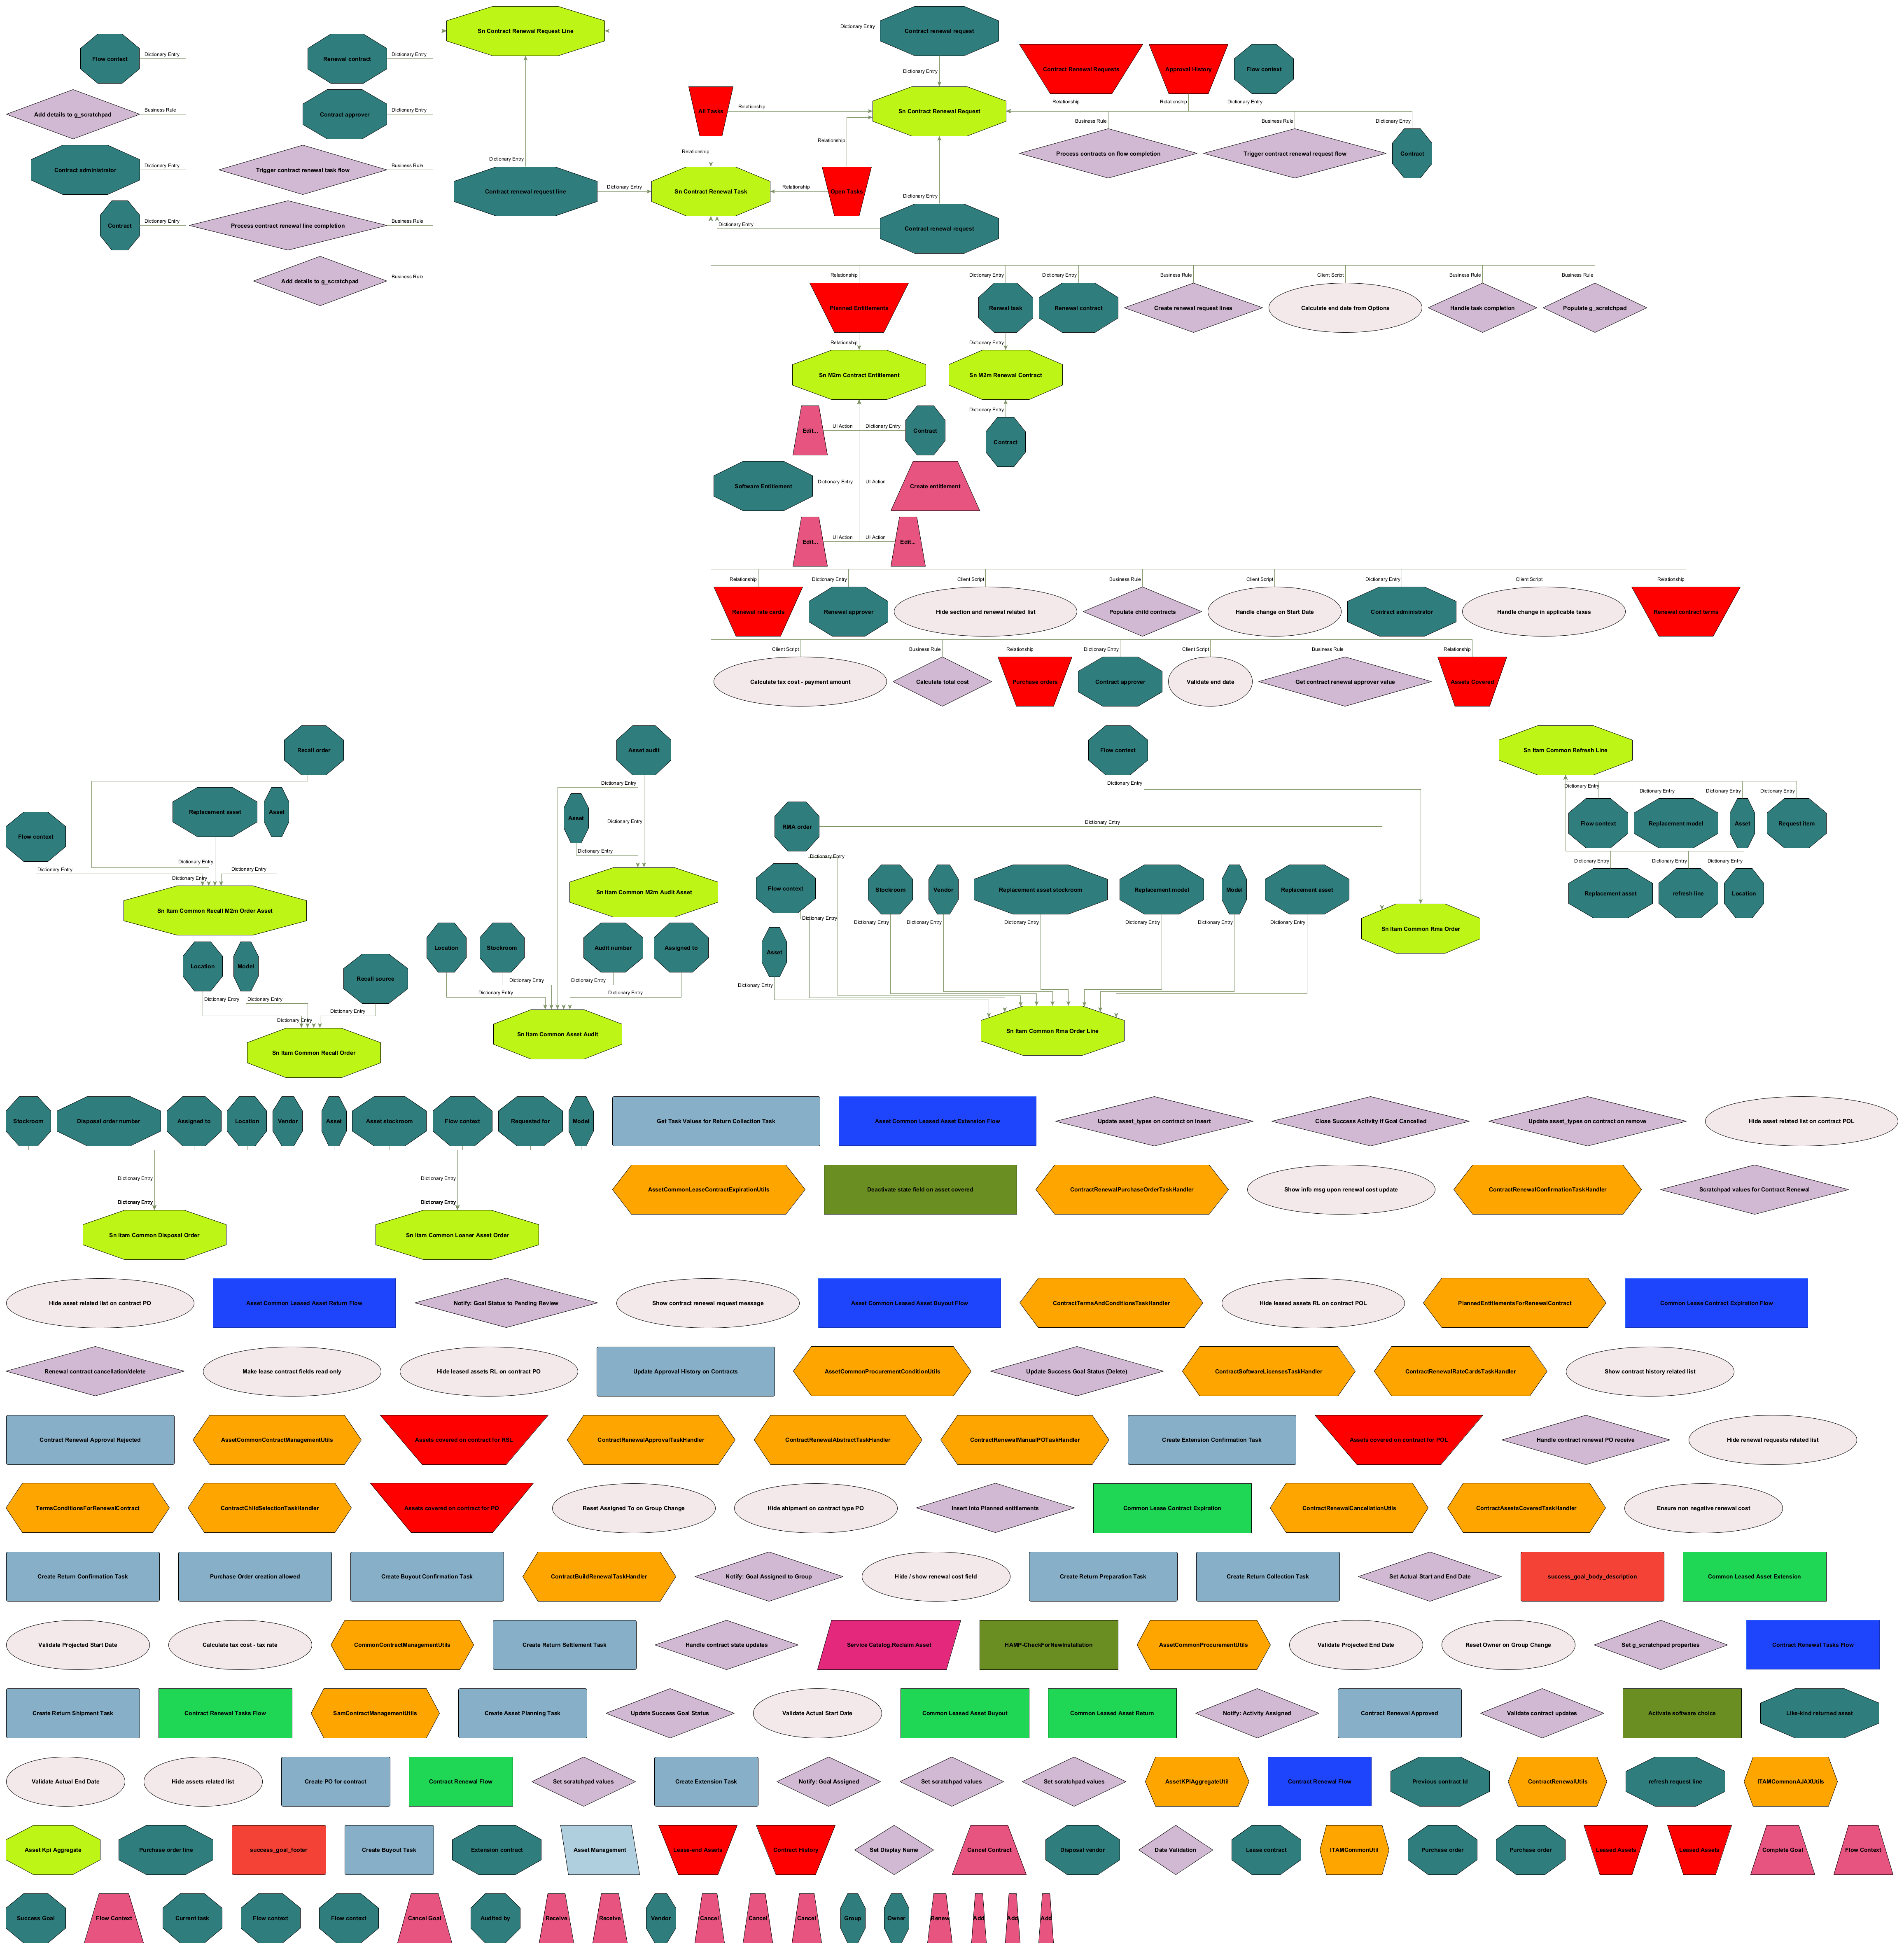 Sn Contract Renewal Request Line
Dictionary Entry
Contract renewal request
Flow context
Dictionary Entry
Renewal contract
Dictionary Entry
Dictionary Entry
Contract Renewal Requests
Approval History
Flow context
Add details to g_scratchpad
Business Rule
Contract approver
Dictionary Entry
All Tasks
Relationship
Sn Contract Renewal Request
Relationship
Relationship
Dictionary Entry
Business Rule
Business Rule
Dictionary Entry
Contract administrator
Dictionary Entry
Trigger contract renewal task flow
Business Rule
Dictionary Entry
Relationship
Relationship
Process contracts on flow completion
Trigger contract renewal request flow
Contract
Contract renewal request line
Dictionary Entry
Sn Contract Renewal Task
Relationship
Open Tasks
Dictionary Entry
Contract
Dictionary Entry
Process contract renewal line completion
Business Rule
Dictionary Entry
Contract renewal request
Add details to g_scratchpad
Business Rule
Relationship
Dictionary Entry
Dictionary Entry
Business Rule
Client Script
Business Rule
Business Rule
Planned Entitlements
Renwal task
Renewal contract
Create renewal request lines
Calculate end date from Options
Handle task completion
Populate g_scratchpad
Relationship
Dictionary Entry
Sn M2m Contract Entitlement
Sn M2m Renewal Contract
Dictionary Entry
Edit...
UI Action
Dictionary Entry
Contract
Contract
Software Entitlement
Dictionary Entry
UI Action
Create entitlement
Edit...
UI Action
UI Action
Edit...
Relationship
Dictionary Entry
Client Script
Business Rule
Client Script
Dictionary Entry
Client Script
Relationship
Renewal rate cards
Renewal approver
Hide section and renewal related list
Populate child contracts
Handle change on Start Date
Contract administrator
Handle change in applicable taxes
Renewal contract terms
Client Script
Business Rule
Relationship
Dictionary Entry
Client Script
Business Rule
Relationship
Calculate tax cost - payment amount
Calculate total cost
Purchase orders
Contract approver
Validate end date
Get contract renewal approver value
Assets Covered
Recall order
Asset audit
Flow context
Sn Itam Common Refresh Line
Dictionary Entry
Dictionary Entry
Dictionary Entry
Dictionary Entry
Dictionary Entry
Dictionary Entry
Replacement asset
Asset
Asset
Dictionary Entry
RMA order
Dictionary Entry
Flow context
Replacement model
Asset
Request item
Flow context
Dictionary Entry
Dictionary Entry
Dictionary Entry
Dictionary Entry
Dictionary Entry
Dictionary Entry
Dictionary Entry
Dictionary Entry
Dictionary Entry
Sn Itam Common M2m Audit Asset
Flow context
Stockroom
Vendor
Replacement asset stockroom
Replacement model
Model
Replacement asset
Replacement asset
refresh line
Location
Sn Itam Common Recall M2m Order Asset
Dictionary Entry
Dictionary Entry
Dictionary Entry
Dictionary Entry
Dictionary Entry
Dictionary Entry
Dictionary Entry
Sn Itam Common Rma Order
Location
Stockroom
Audit number
Assigned to
Asset
Location
Model
Recall source
Dictionary Entry
Dictionary Entry
Dictionary Entry
Dictionary Entry
Dictionary Entry
Dictionary Entry
Dictionary Entry
Dictionary Entry
Dictionary Entry
Sn Itam Common Asset Audit
Sn Itam Common Rma Order Line
Sn Itam Common Recall Order
Stockroom
Disposal order number
Assigned to
Location
Vendor
Asset
Asset stockroom
Flow context
Requested for
Model
Get Task Values for Return Collection Task
Asset Common Leased Asset Extension Flow
Update asset_types on contract on insert
Close Success Activity if Goal Cancelled
Update asset_types on contract on remove
Hide asset related list on contract POL
Dictionary Entry
Dictionary Entry
AssetCommonLeaseContractExpirationUtils
Deactivate state field on asset covered
ContractRenewalPurchaseOrderTaskHandler
Show info msg upon renewal cost update
ContractRenewalConfirmationTaskHandler
Scratchpad values for Contract Renewal
Dictionary Entry
Dictionary Entry
Sn Itam Common Disposal Order
Sn Itam Common Loaner Asset Order
Hide asset related list on contract PO
Asset Common Leased Asset Return Flow
Notify: Goal Status to Pending Review
Show contract renewal request message
Asset Common Leased Asset Buyout Flow
ContractTermsAndConditionsTaskHandler
Hide leased assets RL on contract POL
PlannedEntitlementsForRenewalContract
Common Lease Contract Expiration Flow
Renewal contract cancellation/delete
Make lease contract fields read only
Hide leased assets RL on contract PO
Update Approval History on Contracts
AssetCommonProcurementConditionUtils
Update Success Goal Status (Delete)
ContractSoftwareLicensesTaskHandler
ContractRenewalRateCardsTaskHandler
Show contract history related list
Contract Renewal Approval Rejected
AssetCommonContractManagementUtils
Assets covered on contract for RSL
ContractRenewalApprovalTaskHandler
ContractRenewalAbstractTaskHandler
ContractRenewalManualPOTaskHandler
Create Extension Confirmation Task
Assets covered on contract for POL
Handle contract renewal PO receive
Hide renewal requests related list
TermsConditionsForRenewalContract
ContractChildSelectionTaskHandler
Assets covered on contract for PO
Reset Assigned To on Group Change
Hide shipment on contract type PO
Insert into Planned entitlements
Common Lease Contract Expiration
ContractRenewalCancellationUtils
ContractAssetsCoveredTaskHandler
Ensure non negative renewal cost
Create Return Confirmation Task
Purchase Order creation allowed
Create Buyout Confirmation Task
ContractBuildRenewalTaskHandler
Notify: Goal Assigned to Group
Hide / show renewal cost field
Create Return Preparation Task
Create Return Collection Task
Set Actual Start and End Date
success_goal_body_description
Common Leased Asset Extension
Validate Projected Start Date
Calculate tax cost - tax rate
CommonContractManagementUtils
Create Return Settlement Task
Handle contract state updates
Service Catalog.Reclaim Asset
HAMP-CheckForNewInstallation
AssetCommonProcurementUtils
Validate Projected End Date
Reset Owner on Group Change
Set g_scratchpad properties
Contract Renewal Tasks Flow
Create Return Shipment Task
Contract Renewal Tasks Flow
SamContractManagementUtils
Create Asset Planning Task
Update Success Goal Status
Validate Actual Start Date
Common Leased Asset Buyout
Common Leased Asset Return
Notify: Activity Assigned
Contract Renewal Approved
Validate contract updates
Activate software choice
Like-kind returned asset
Validate Actual End Date
Hide assets related list
Create PO for contract
Contract Renewal Flow
Set scratchpad values
Create Extension Task
Notify: Goal Assigned
Set scratchpad values
Set scratchpad values
AssetKPIAggregateUtil
Contract Renewal Flow
Previous contract Id
ContractRenewalUtils
refresh request line
ITAMCommonAJAXUtils
Asset Kpi Aggregate
Purchase order line
success_goal_footer
Create Buyout Task
Extension contract
Asset Management
Lease-end Assets
Contract History
Set Display Name
Cancel Contract
Disposal vendor
Date Validation
Lease contract
ITAMCommonUtil
Purchase order
Purchase order
Leased Assets
Leased Assets
Complete Goal
Flow Context
Success Goal
Flow Context
Current task
Flow context
Flow context
Cancel Goal
Audited by
Receive
Receive
Vendor
Cancel
Cancel
Cancel
Group
Owner
Renew
Add
Add
Add